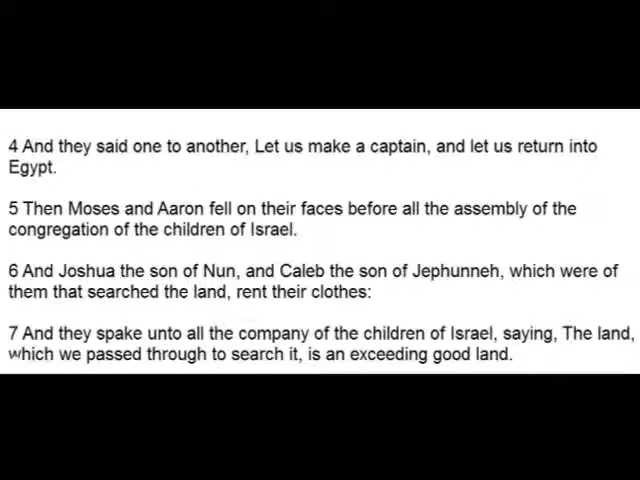 4 And they said one to another, Let us make a captain, and let us return into
Egypt.
5 Then Moses and Aaron fell on their faces before all the assembly of the
congregation of the children of Israel.
6 And Joshua the son of Nun, and Caleb the son of Jephunneh, which were of
them that searched the land, rent their clothes:
7 And they spake unto all the company of the children of Israel, saying, The land,
which we passed through to search it, is an exceeding good land.